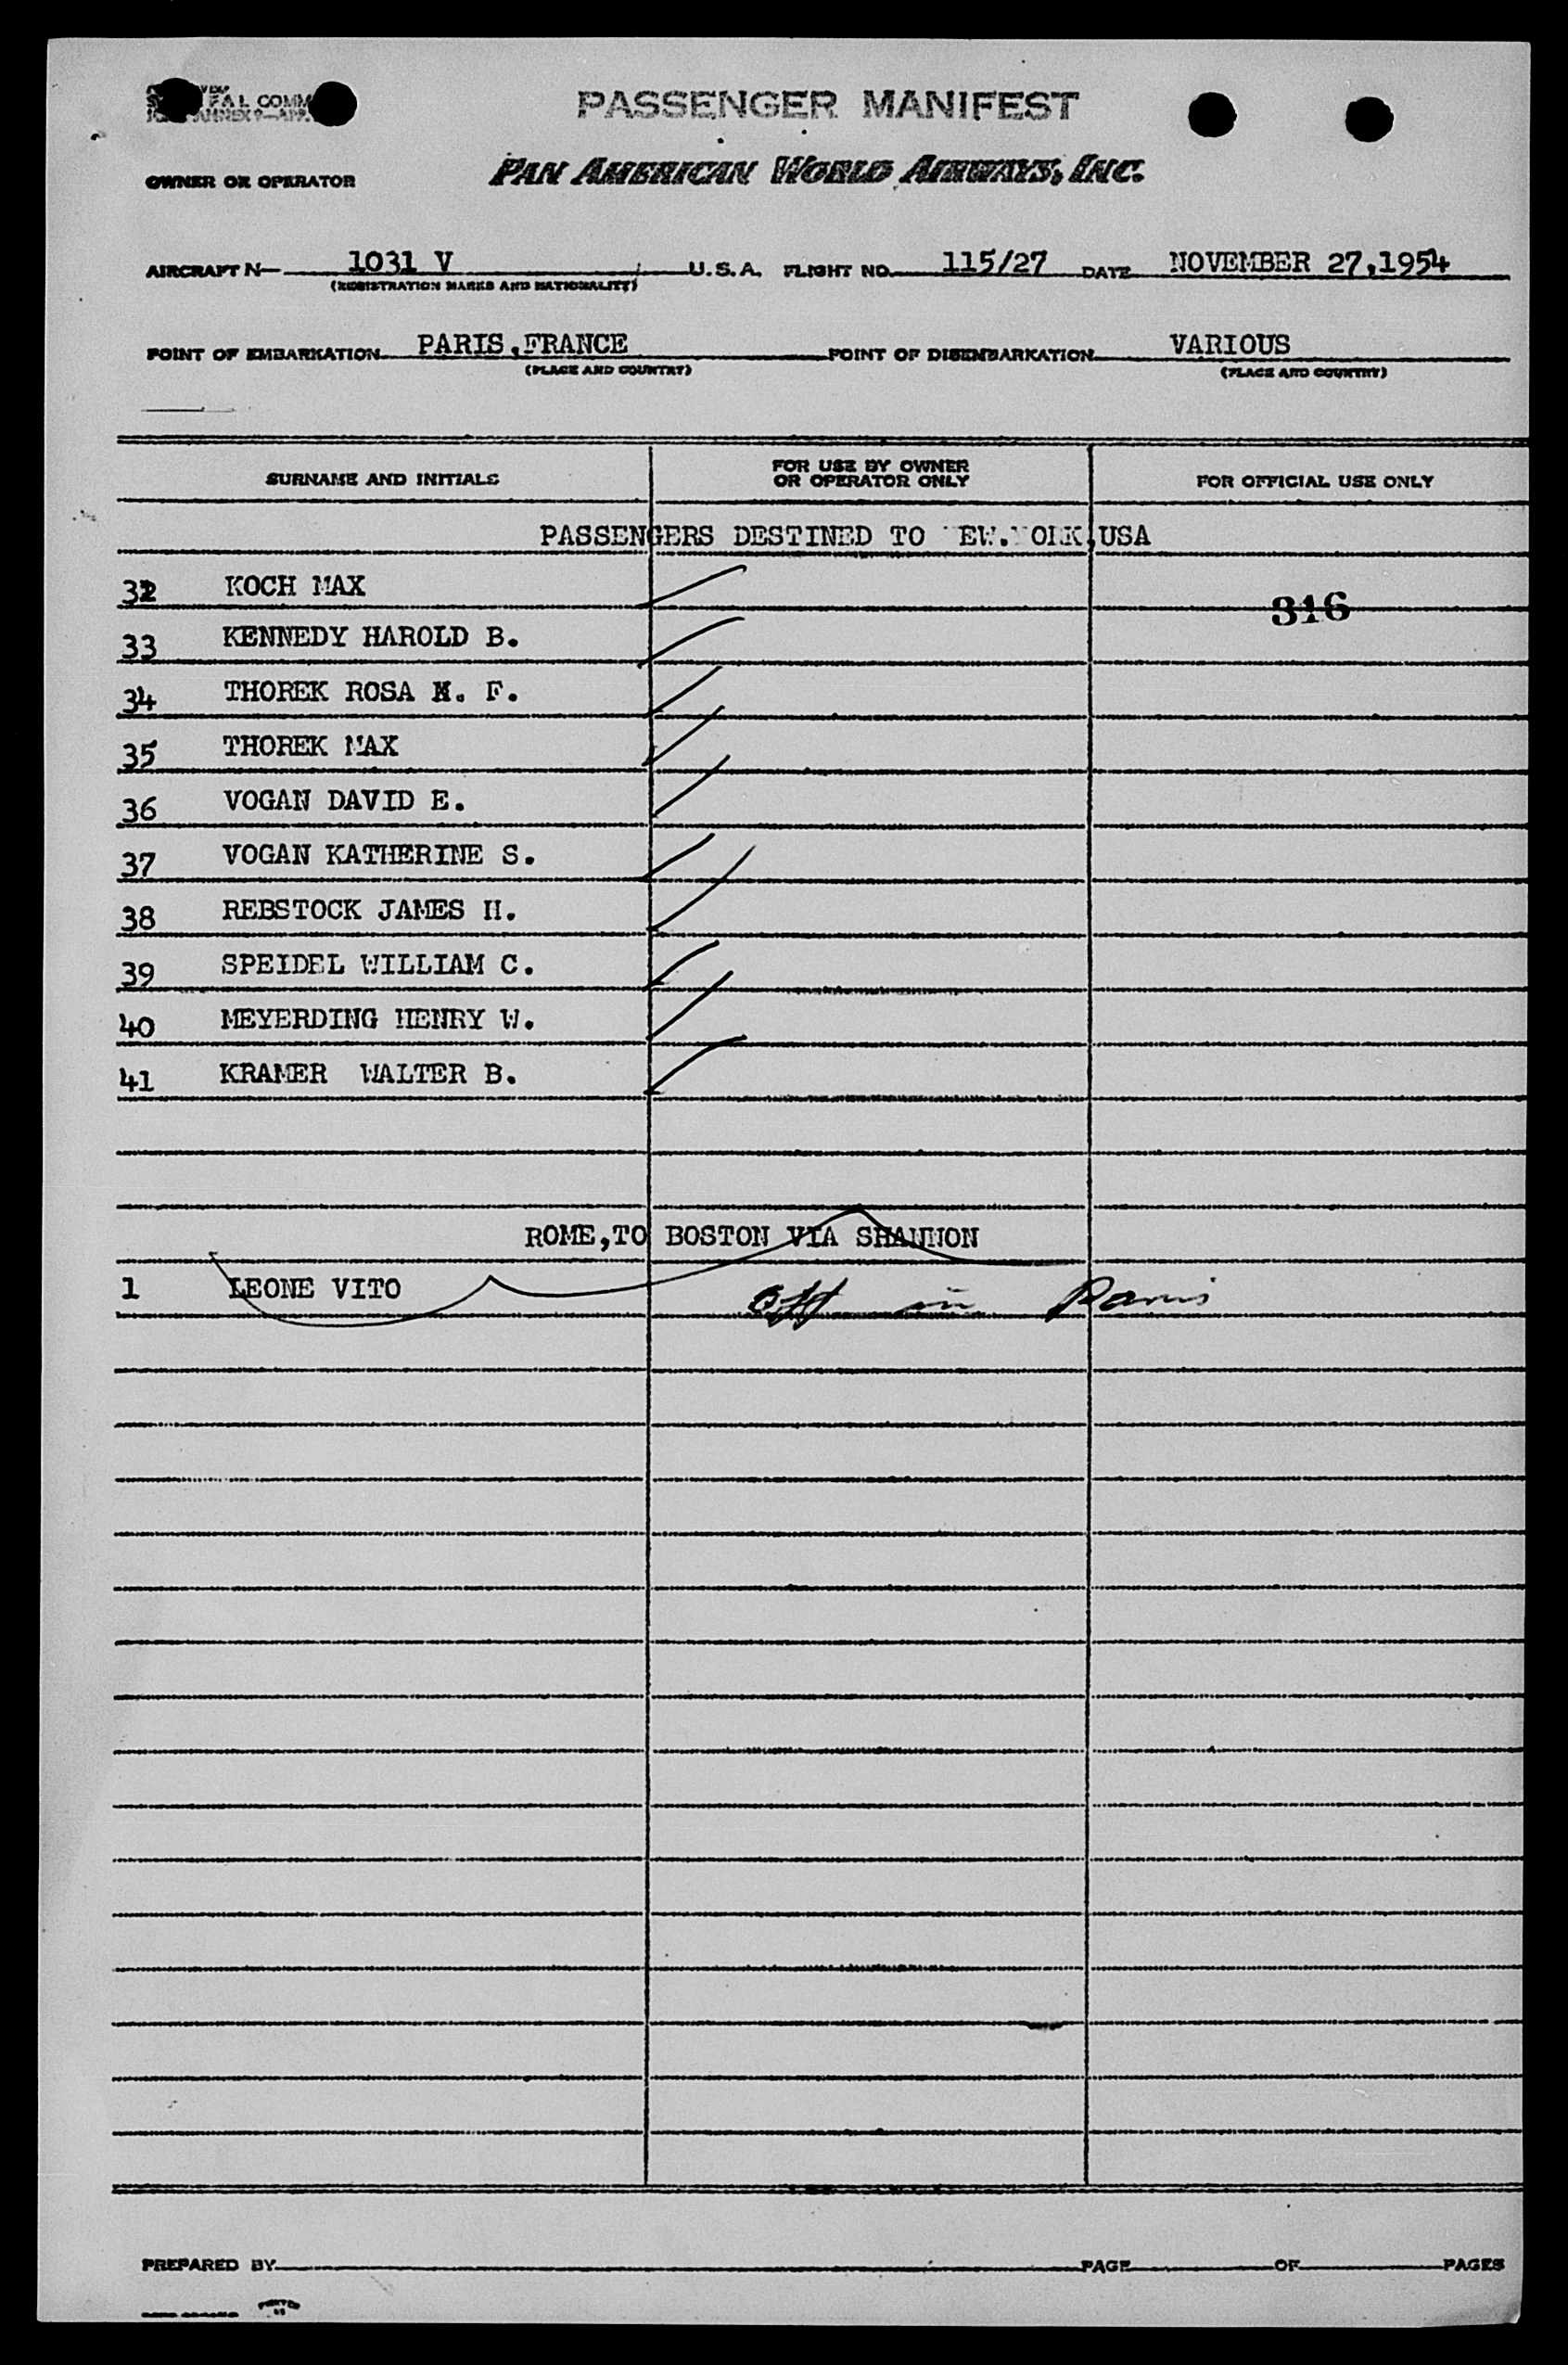 FAL COMM
PASSENGER MANIFEST
OWNER OR OPERATOR PAN AMERICAN WORLD AIRWAYS, INC.
AIRCRAFT N 1031 V U.S.A. FLIGHT NO. 115/27 DATE NOVEMBER 27,1954
(REGISTRATION MARKS AND NATIONALITY)
POINT OF EMBARKATION PARIS,FRANCE POINT OF DISEMBARKATION VARIOUS
(PLACE AND COUNTRY) (PLACE AND COUNTRY)
SURNAME AND INITIALS FOR USE BY OWNER OR OPERATOR ONLY FOR OFFICIAL USE ONLY
PASSENGERS DESTINED TO NEW.YORK,USA
32 KOCH MAX
316
33 KENNEDY HAROLD B.
34 THOREK ROSA M. F.
35 THOREK MAX
36 VOGAN DAVID E.
37 VOGAN KATHERINE S.
38 REBSTOCK JAMES H.
39 SPEIDEL WILLIAM C.
40 MEYERDING HENRY W.
41 KRAMER WALTER B.
ROME,TO BOSTON VIA SHANNON
1 LEONE VITO off in Paris
PREPARED BY PAGE OF PAGES
PRINTED